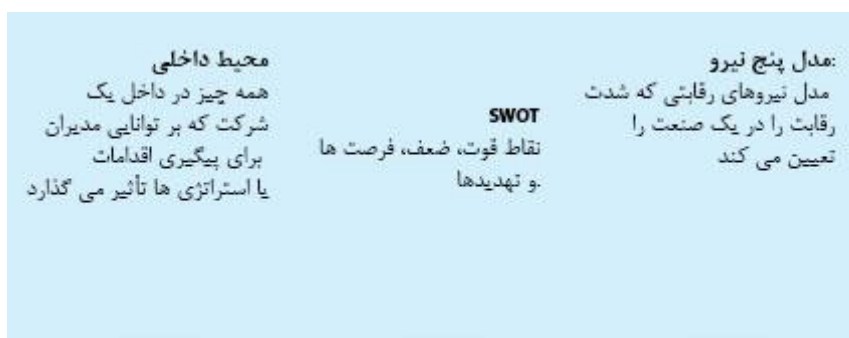 :مدل پنج نیرو
مدل نیروهای رقابتی که شدت
رقابت را در یک صنعت را
تعیین می کند
SWOT
نقاط قوت، ضعف، فرصت ها
.و تهدیدها
محیط داخلی
همه چیز در داخل یک
شرکت که بر توانایی مدیران
برای پیگیری اقدامات
یا استراتژی ها تأثیر می گذارد